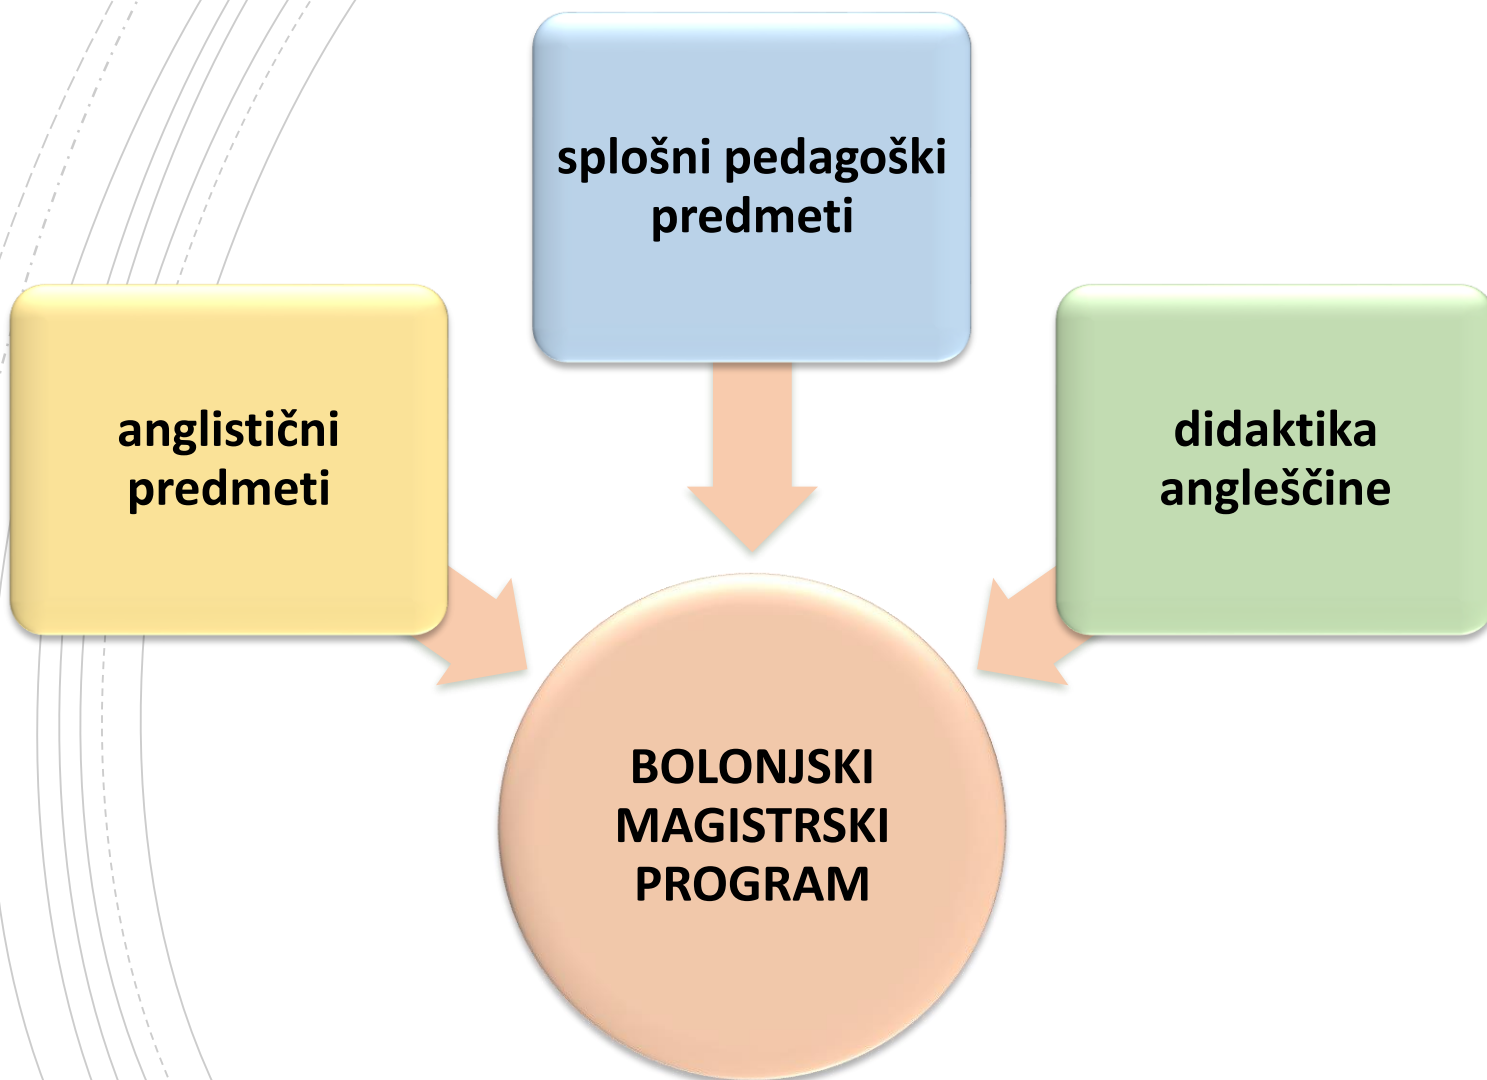 splošni pedagoški
predmeti
anglistični
predmeti
didaktika
angleščine
BOLONJSKI
MAGISTRSKI
PROGRAM